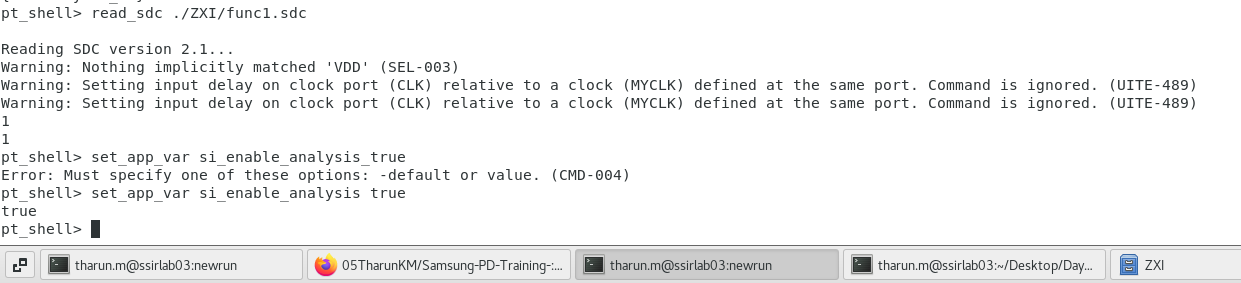 pt_shell> read_sdc ./ZXI/func1.sdc
Reading SDC version 2.1...
Warning: Nothing implicitly matched 'VDD' (SEL-003)
Warning: Setting input delay on clock port (CLK) relative to a clock (MYCLK) defined at the same port. Command is ignored. (UITE-489)
Warning: Setting input delay on clock port (CLK) relative to a clock (MYCLK) defined at the same port. Command is ignored. (UITE-489)
1
1
pt_shell> set_app_var si_enable_analysis_true
Error: Must specify one of these options: -default or value. (CMD-004)
pt_shell> set_app_var si_enable_analysis true
true
pt_shell>
tharun.m@ssirlab03:newrun
05TharunKM/Samsung-PD-Training-:...
tharun.m@ssirlab03:newrun
tharun.m@ssirlab03:~/Desktop/Day...
ZXI